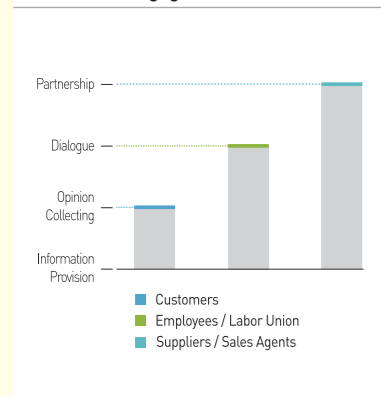 Partnership
Dialogue
Opinion
Collecting
Information
Provision
Customers
Employees / Labor Union
Suppliers / Sales Agents